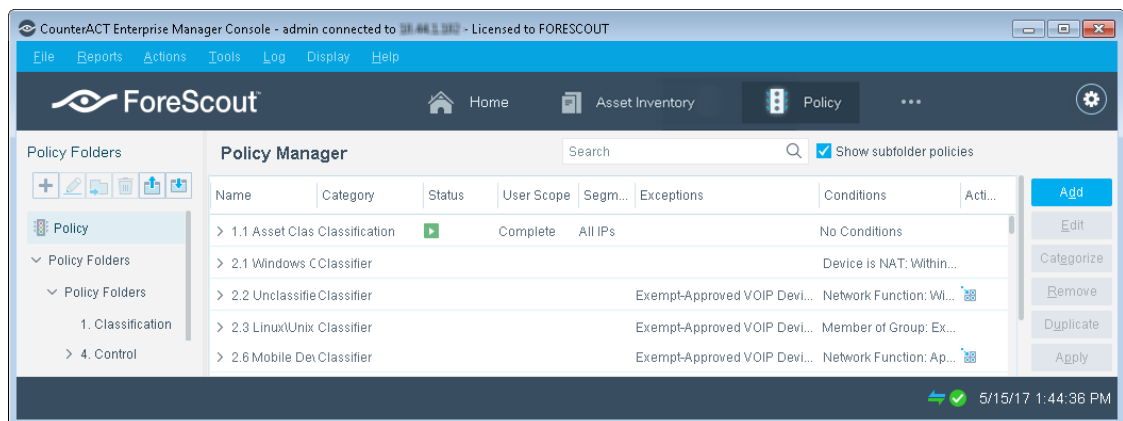 CounterACT Enterprise Manager Console - admin connected to - Licensed to FORESCOUT
File Reports Actions Tools Log Display Help
ForeScout Home Asset Inventory Policy •••
Policy Folders
Policy Manager Search Show subfolder policies
Name Category Status User Scope Segm... Exceptions Conditions Acti...
Policy
Policy Folders
Policy Folders
1. Classification
4. Control
1.1 Asset Clas Classification Complete All IPs No Conditions
2.1 Windows C Classifier Device is NAT: Within...
2.2 Unclassifie Classifier Exempt-Approved VOIP Devi... Network Function: Wi...
2.3 Linux\Unix Classifier Exempt-Approved VOIP Devi... Member of Group: Ex...
2.6 Mobile Dev Classifier Exempt-Approved VOIP Devi... Network Function: Ap...
Add
Edit
Categorize
Remove
Duplicate
Apply
5/15/17 1:44:36 PM